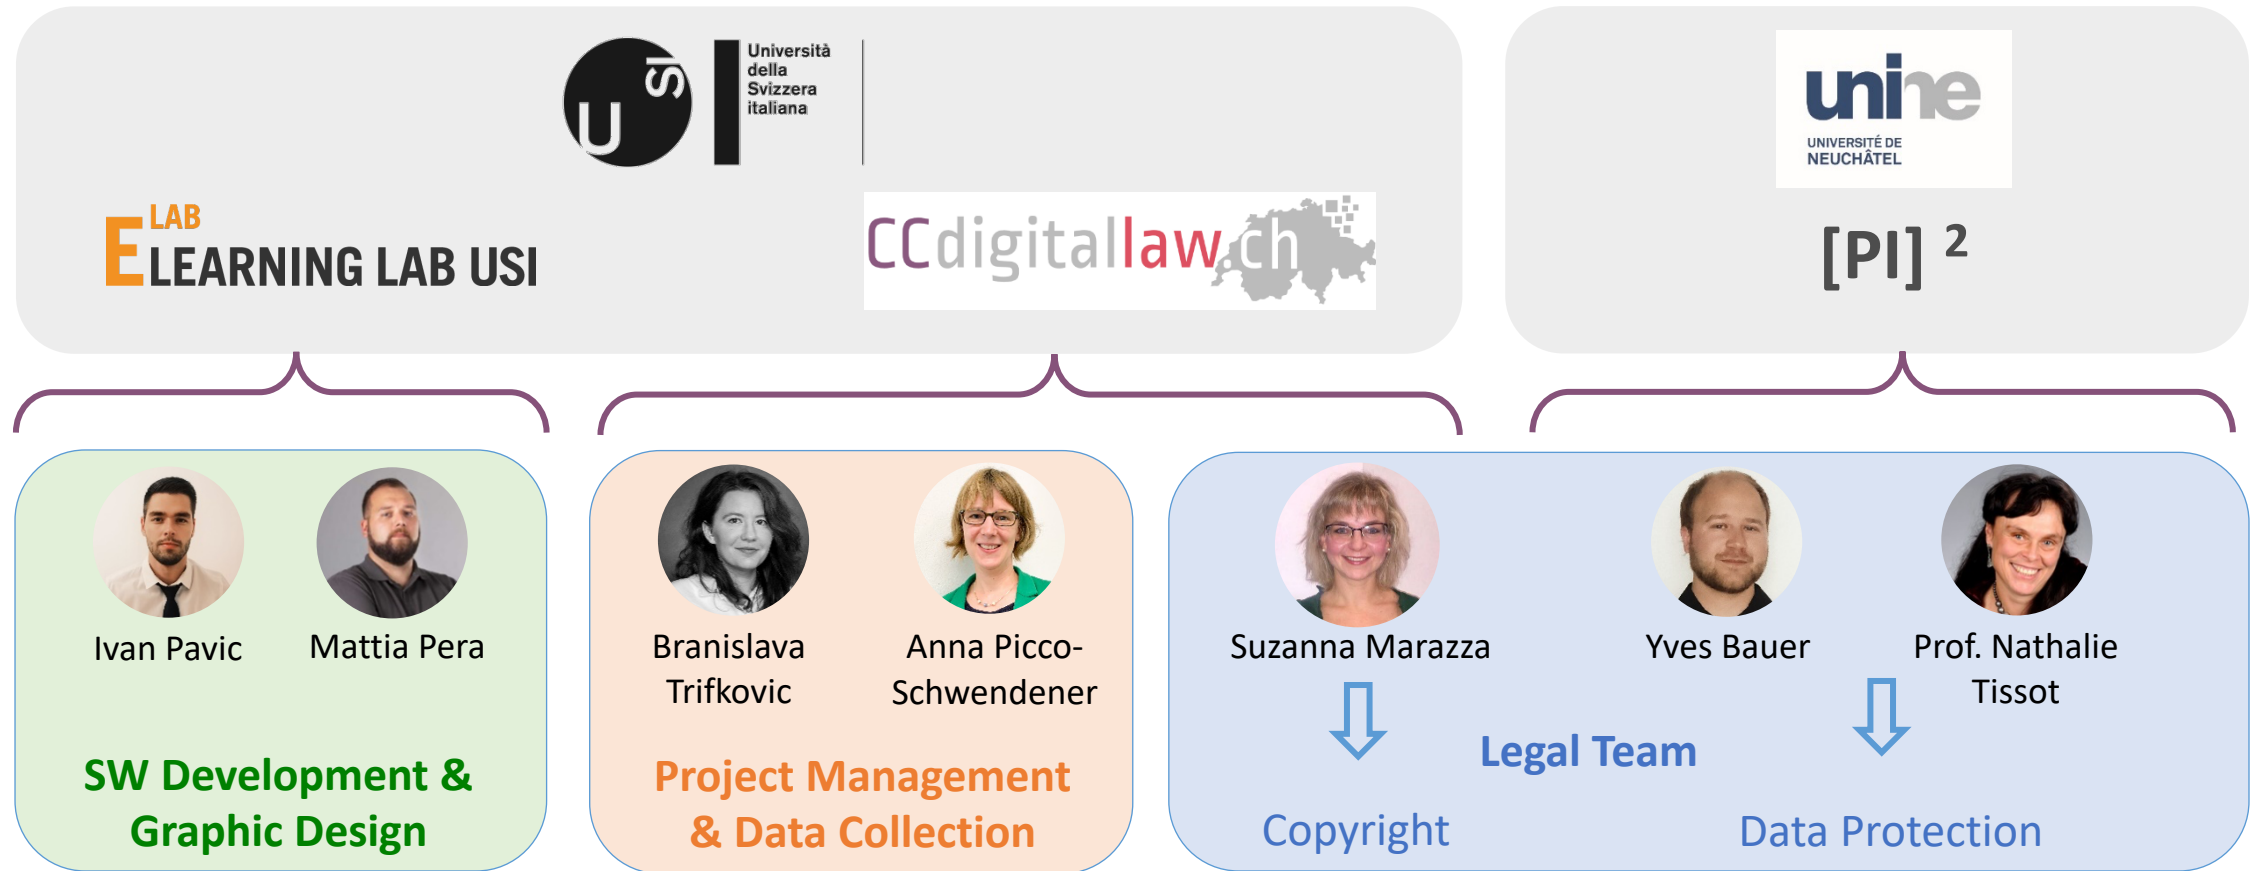 USI
Università
della
Svizzera
italiana
unine
UNIVERSITÉ DE
NEUCHÂTEL
E LAB
LEARNING LAB USI
CCdigitallaw.ch
[PI] 2
Ivan Pavic
Mattia Pera
SW Development &
Graphic Design
Branislava
Trifkovic
Anna Picco-
Schwendener
Project Management
& Data Collection
Suzanna Marazza
Yves Bauer
Prof. Nathalie
Tissot
Legal Team
Copyright
Data Protection